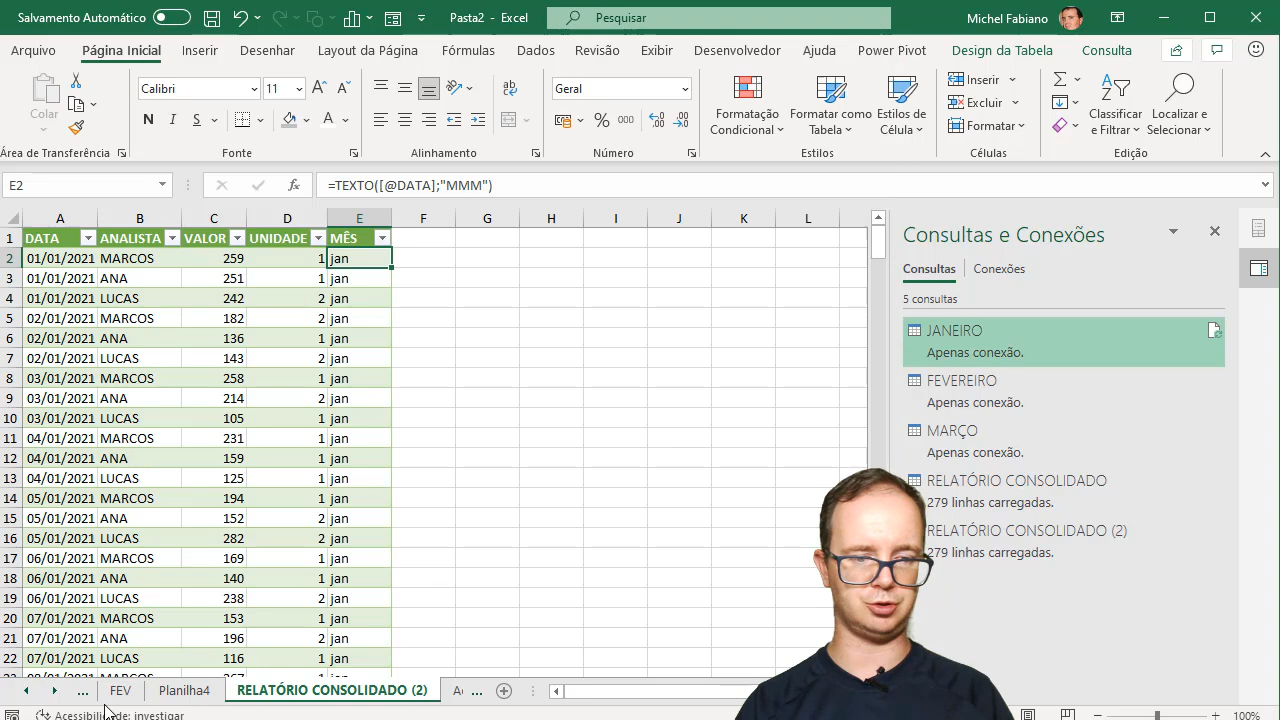 Salvamento Automático
Pasta2 - Excel
Pesquisar
Michel Fabiano
Arquivo Página Inicial Inserir Desenhar Layout da Página Fórmulas Dados Revisão Exibir Desenvolvedor Ajuda Power Pivot Design da Tabela Consulta
Colar
Calibri 11
N I S
Geral
% 000
Formatação Condicional
Formatar como Tabela
Estilos de Célula
Inserir
Excluir
Formatar
Classificar e Filtrar
Localizar e Selecionar
Área de Transferência Fonte Alinhamento Número Estilos Células Edição
E2 fx =TEXTO([@DATA];"MMM")
A B C D E F G H I J K L
1 DATA ANALISTA VALOR UNIDADE MÊS
2 01/01/2021 MARCOS 259 1 jan
3 01/01/2021 ANA 251 1 jan
4 01/01/2021 LUCAS 242 2 jan
5 02/01/2021 MARCOS 182 2 jan
6 02/01/2021 ANA 136 1 jan
7 02/01/2021 LUCAS 143 2 jan
8 03/01/2021 MARCOS 258 1 jan
9 03/01/2021 ANA 214 2 jan
10 03/01/2021 LUCAS 105 1 jan
11 04/01/2021 MARCOS 231 1 jan
12 04/01/2021 ANA 159 1 jan
13 04/01/2021 LUCAS 125 1 jan
14 05/01/2021 MARCOS 194 1 jan
15 05/01/2021 ANA 152 2 jan
16 05/01/2021 LUCAS 282 2 jan
17 06/01/2021 MARCOS 169 1 jan
18 06/01/2021 ANA 140 1 jan
19 06/01/2021 LUCAS 238 2 jan
20 07/01/2021 MARCOS 153 1 jan
21 07/01/2021 ANA 196 2 jan
22 07/01/2021 LUCAS 116 1 jan
Consultas e Conexões
Consultas Conexões
5 consultas
JANEIRO
Apenas conexão.
FEVEREIRO
Apenas conexão.
MARÇO
Apenas conexão.
RELATÓRIO CONSOLIDADO
279 linhas carregadas.
RELATÓRIO CONSOLIDADO (2)
279 linhas carregadas.
... FEV Planilha4 RELATÓRIO CONSOLIDADO (2) ...
investigar
100%